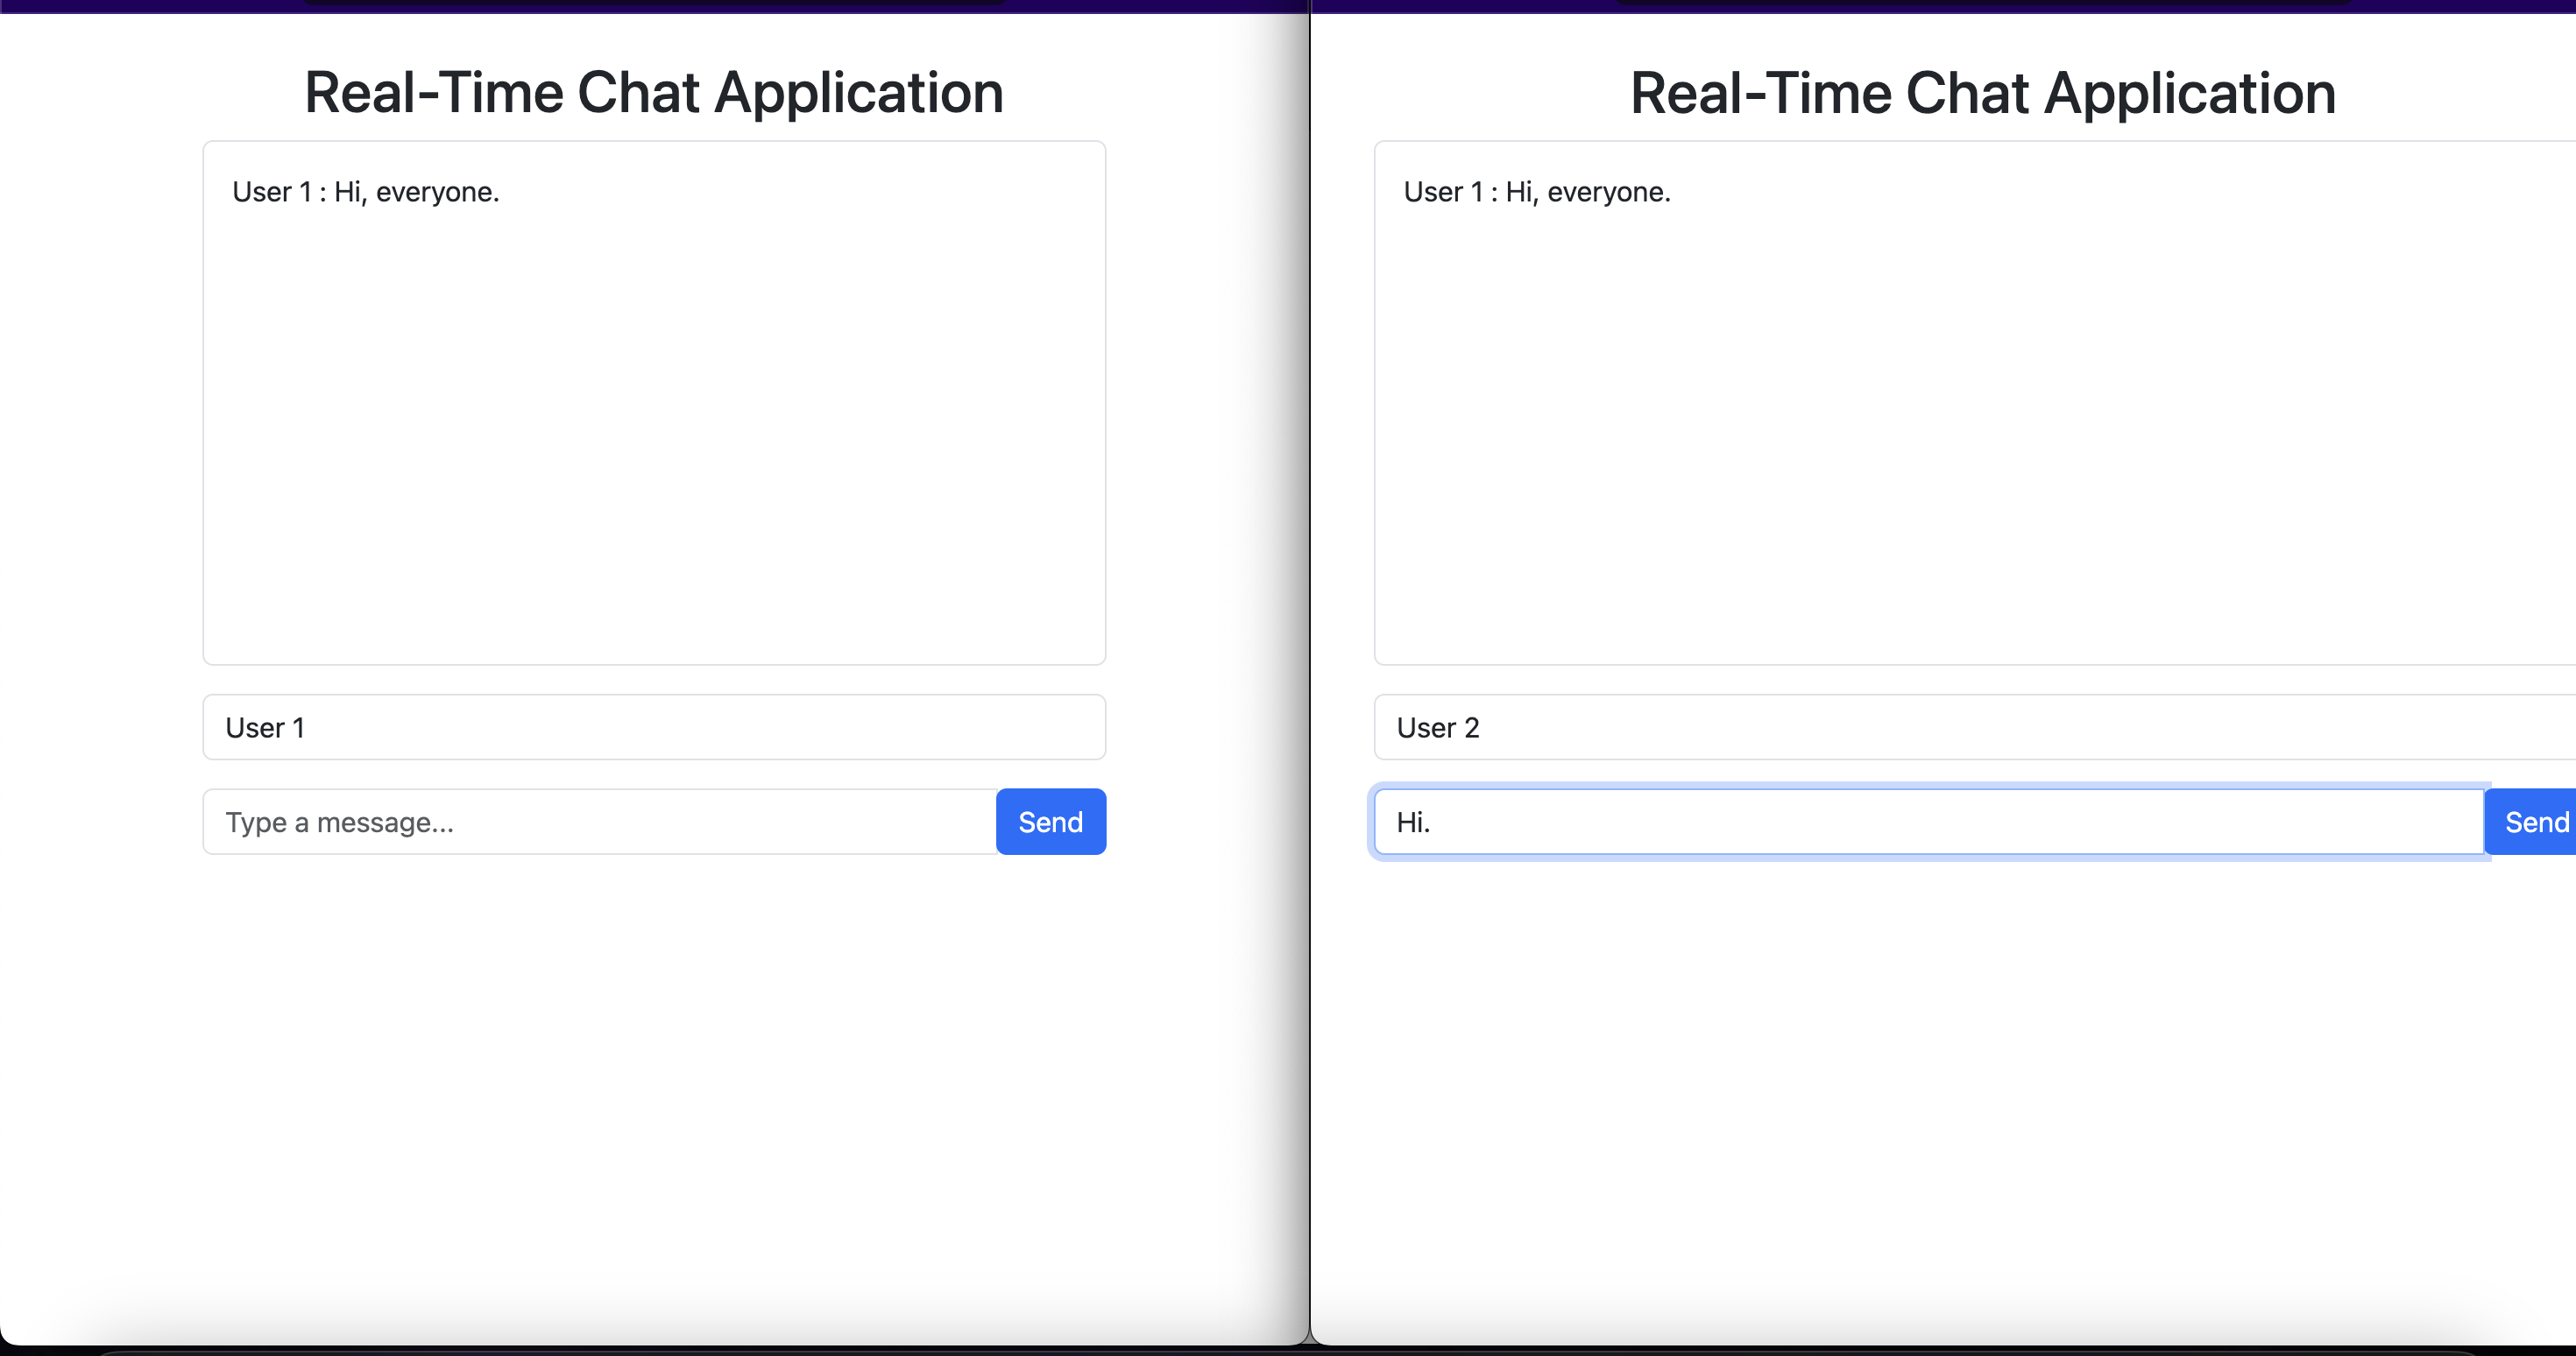 Real-Time Chat Application
User 1 : Hi, everyone.
User 1
Type a message...
Send
Real-Time Chat Application
User 1 : Hi, everyone.
User 2
Hi.
Send